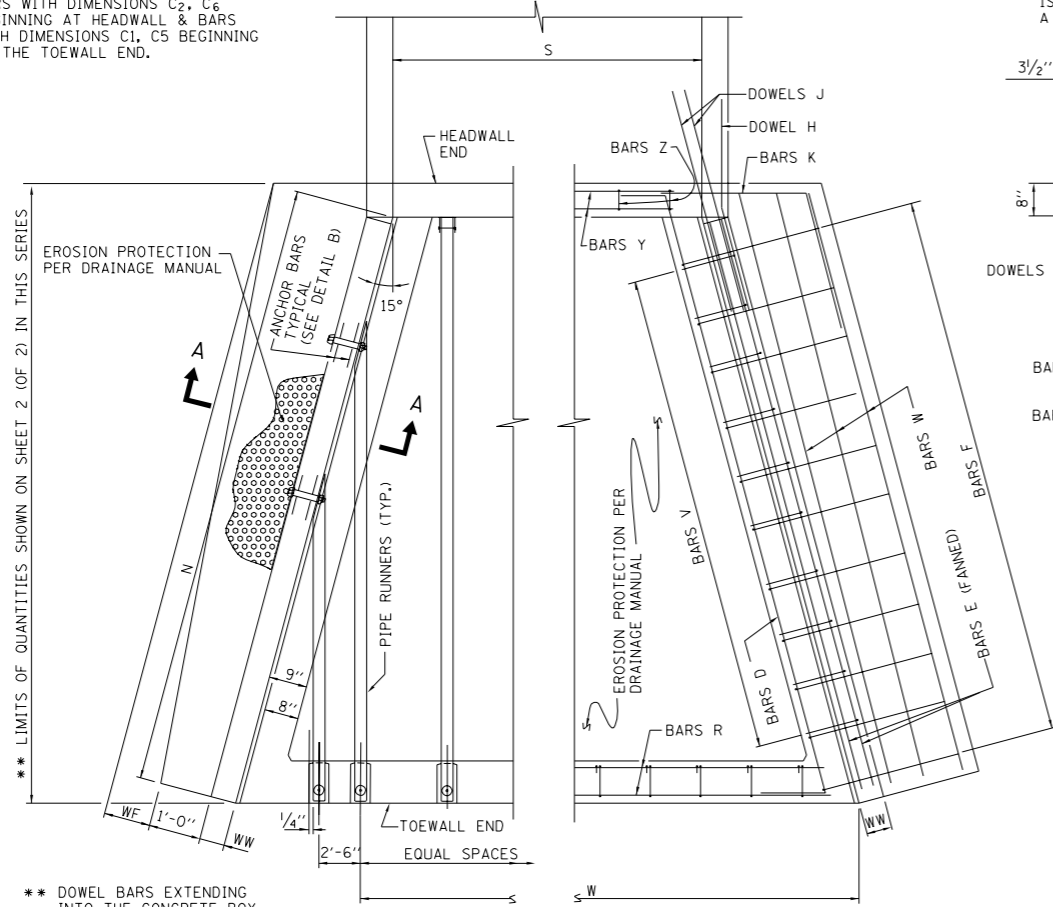 RS WITH DIMENSIONS C2, C6
INNING AT HEADWALL & BARS
H DIMENSIONS C1, C5 BEGINNING
THE TOEWALL END.
IS
A
3 1/2"
S
DOWELS J
DOWEL H
HEADWALL
END
BARS Z
BARS K
8"
BARS Y
EROSION PROTECTION
PER DRAINAGE MANUAL
ANCHOR BARS
TYPICAL
(SEE DETAIL B)
15°
DOWELS
A
A
BAR
BAR
** LIMITS OF QUANTITIES SHOWN ON SHEET 2 (OF 2) IN THIS SERIES
N
PIPE RUNNERS (TYP.)
EROSION PROTECTION PER
DRAINAGE MANUAL
BARS V
BARS W
BARS F
BARS D
BARS E (FANNED)
9"
8"
BARS R
WF
1'-0"
WW
1/4"
TOEWALL END
WW
2'-6"
EQUAL SPACES
W
** DOWEL BARS EXTENDING
INTO THE CONCRETE BOX